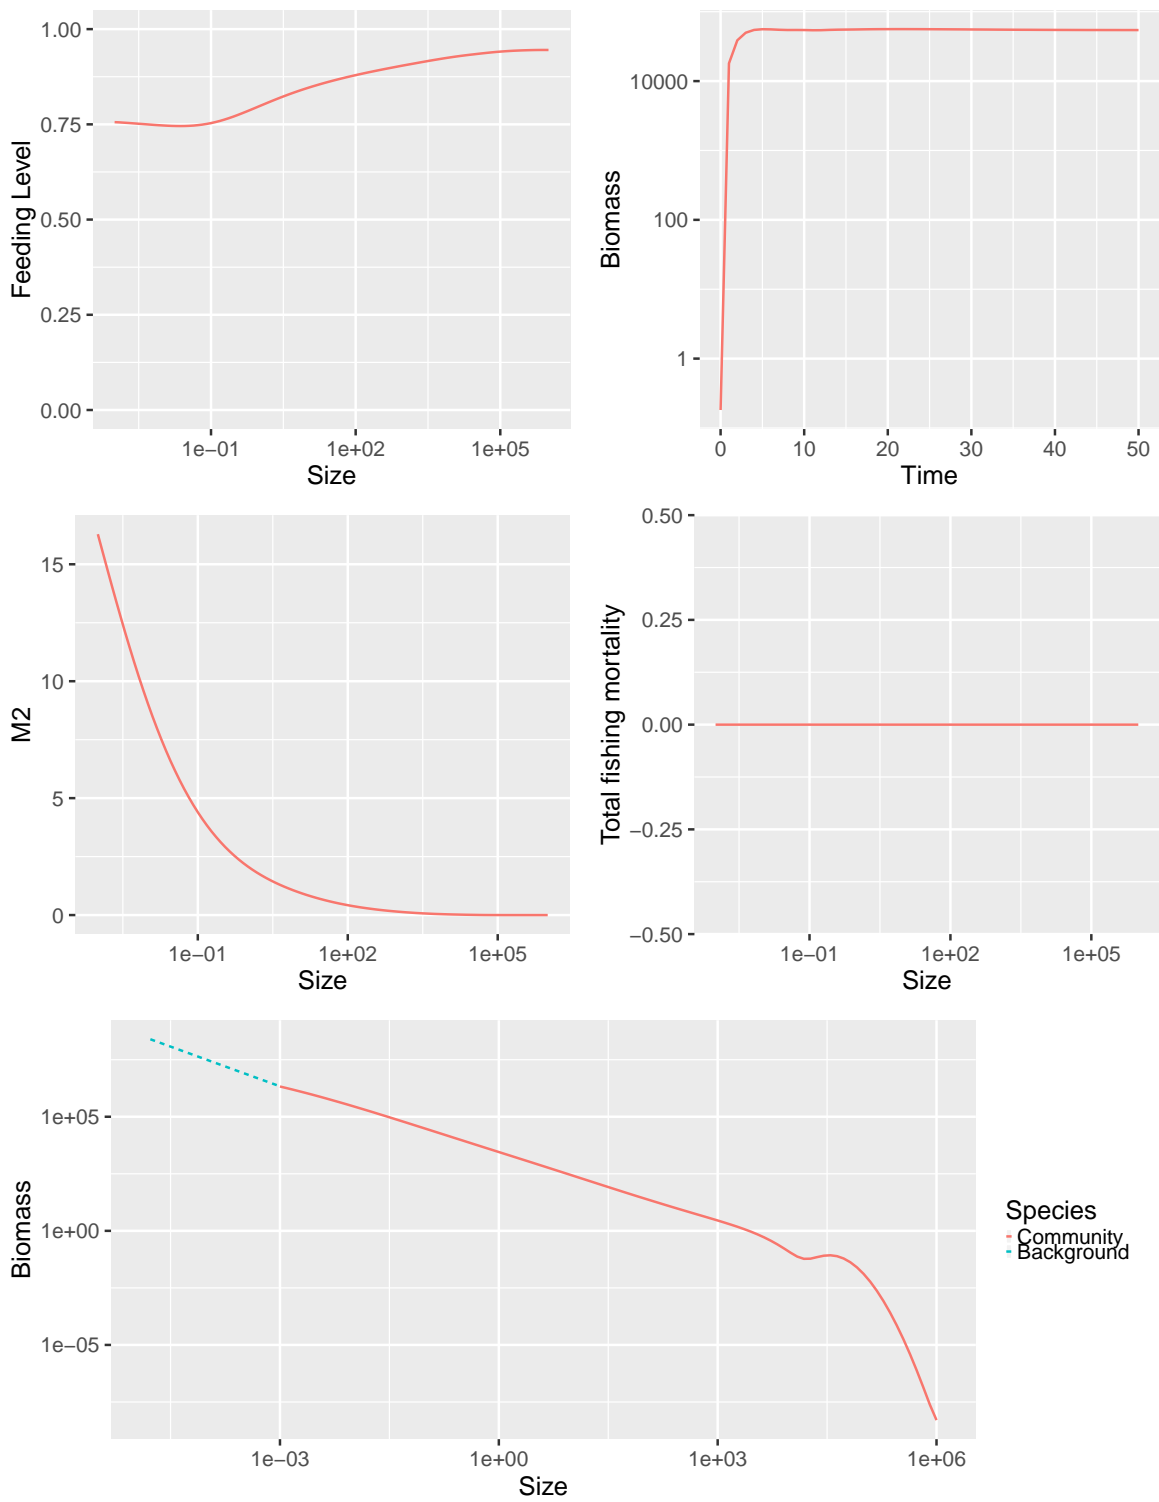 1.00
0.75
0.50
0.25
0.00
Feeding Level
1e−01 1e+02 1e+05
Size
10000
100
1
Biomass
0 10 20 30 40 50
Time
15
10
5
0
M2
1e−01 1e+02 1e+05
Size
0.50
0.25
0.00
−0.25
−0.50
Total fishing mortality
1e−01 1e+02 1e+05
Size
1e+05
1e+00
1e−05
Biomass
1e−03 1e+00 1e+03 1e+06
Size
Species
Community
Background